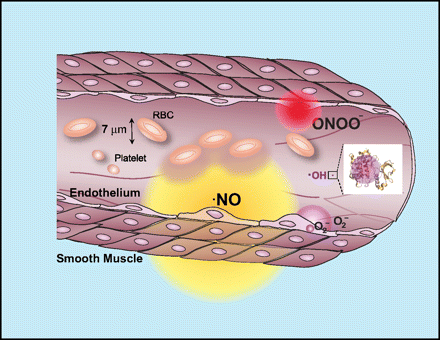 RBC
7 μm
ONOO⁻
Platelet
·OH [·]
Endothelium
·NO
O₂⁻ O₂⁻
Smooth Muscle